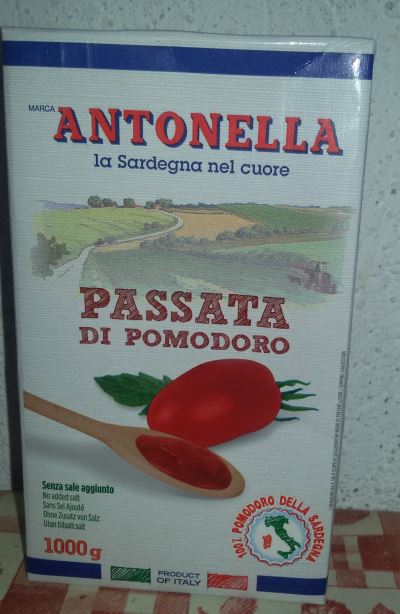 MARCA
ANTONELLA
la Sardegna nel cuore
PASSATA
DI POMODORO
Senza sale aggiunto
No added salt
Sans Sel Ajouté
Ohne Zusatz von Salz
Utan tillsatt salt
1000g
100% POMODORO DELLA SARDEGNA
PRODUCT
OF ITALY